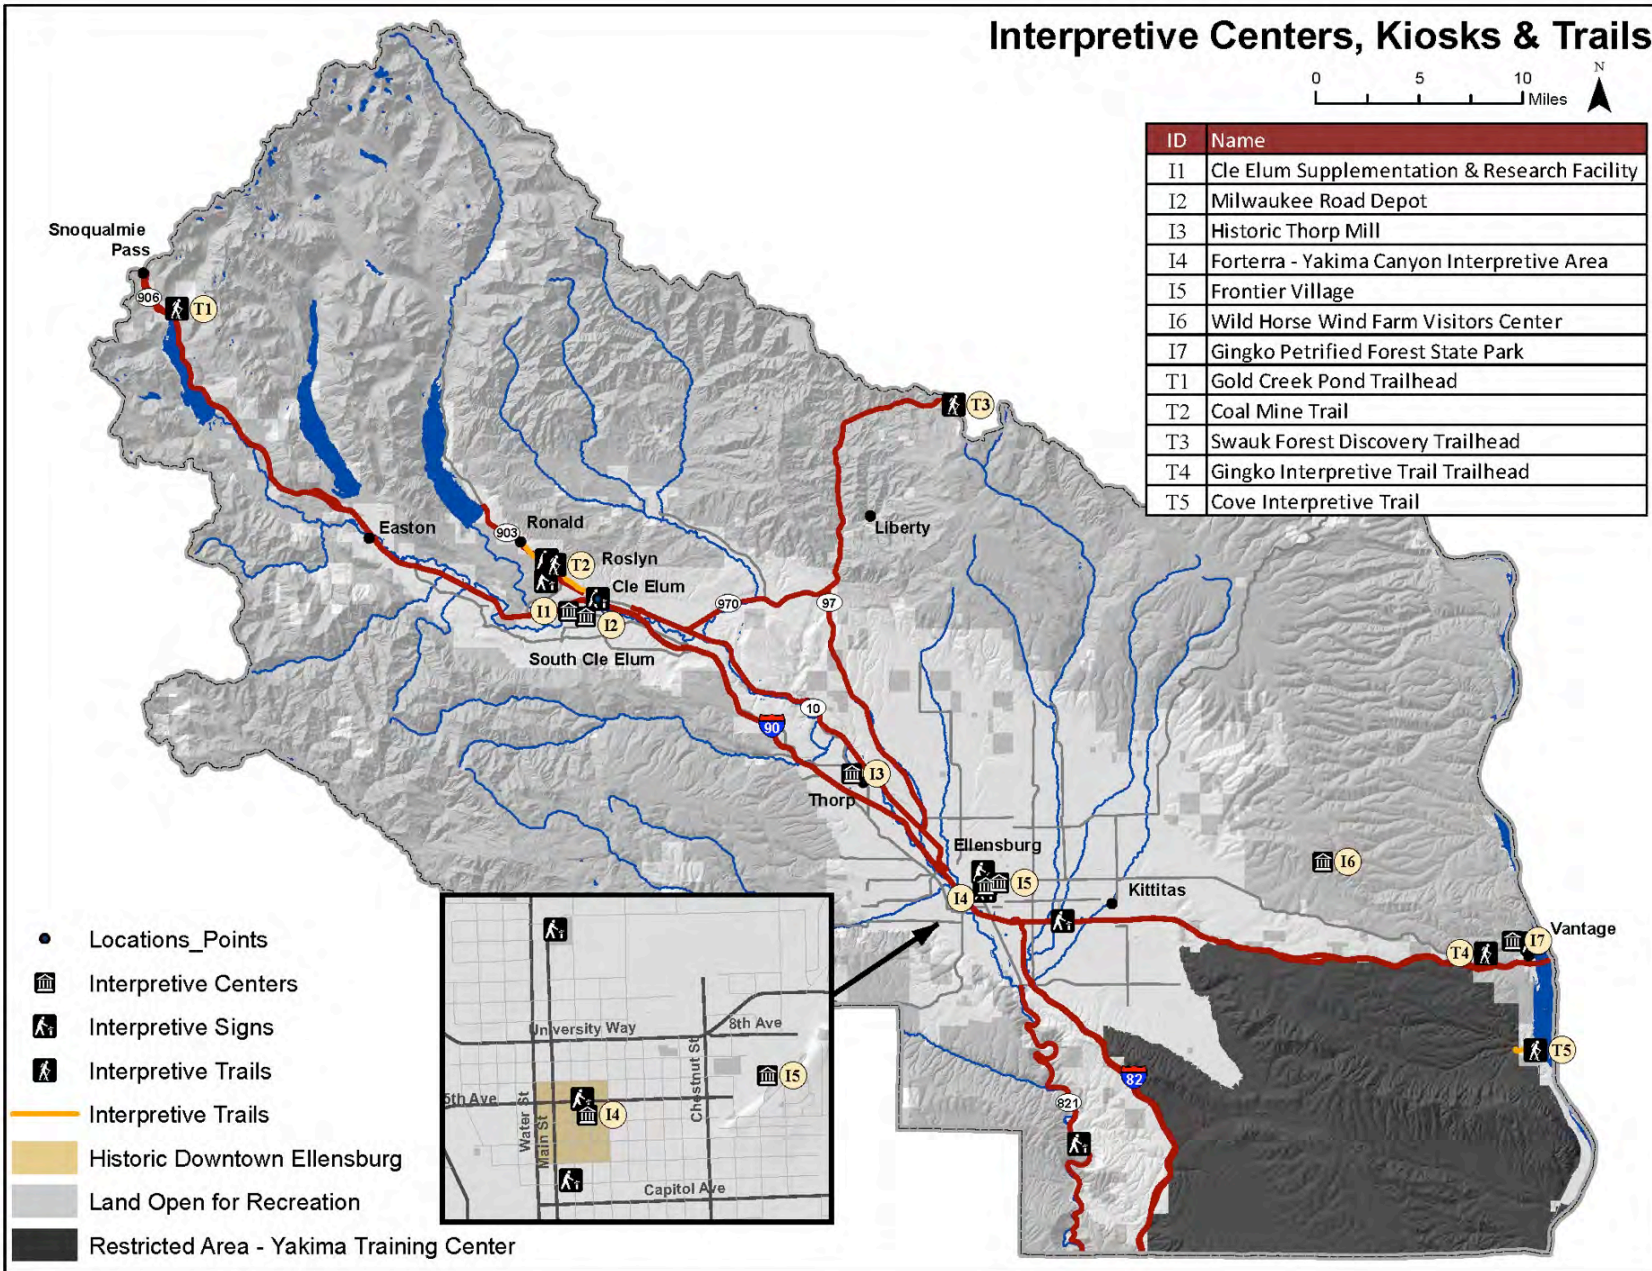 Interpretive Centers, Kiosks & Trails
0 5 10
Miles
N
ID Name
I1 Cle Elum Supplementation & Research Facility
I2 Milwaukee Road Depot
I3 Historic Thorp Mill
I4 Forterra - Yakima Canyon Interpretive Area
I5 Frontier Village
I6 Wild Horse Wind Farm Visitors Center
I7 Gingko Petrified Forest State Park
T1 Gold Creek Pond Trailhead
T2 Coal Mine Trail
T3 Swauk Forest Discovery Trailhead
T4 Gingko Interpretive Trail Trailhead
T5 Cove Interpretive Trail
Snoqualmie
Pass
906
T1
T3
Easton
903
Ronald
Liberty
T2
Roslyn
Cle Elum
I1
I2
970
97
South Cle Elum
10
90
I3
Thorp
Ellensburg
I5
I4
I6
Kittitas
T4
I7
Vantage
T5
82
821
University Way
8th Ave
5th Ave
Water St
Main St
Chestnut St
I5
I4
Capitol Ave
Locations_Points
Interpretive Centers
Interpretive Signs
Interpretive Trails
Interpretive Trails
Historic Downtown Ellensburg
Land Open for Recreation
Restricted Area - Yakima Training Center